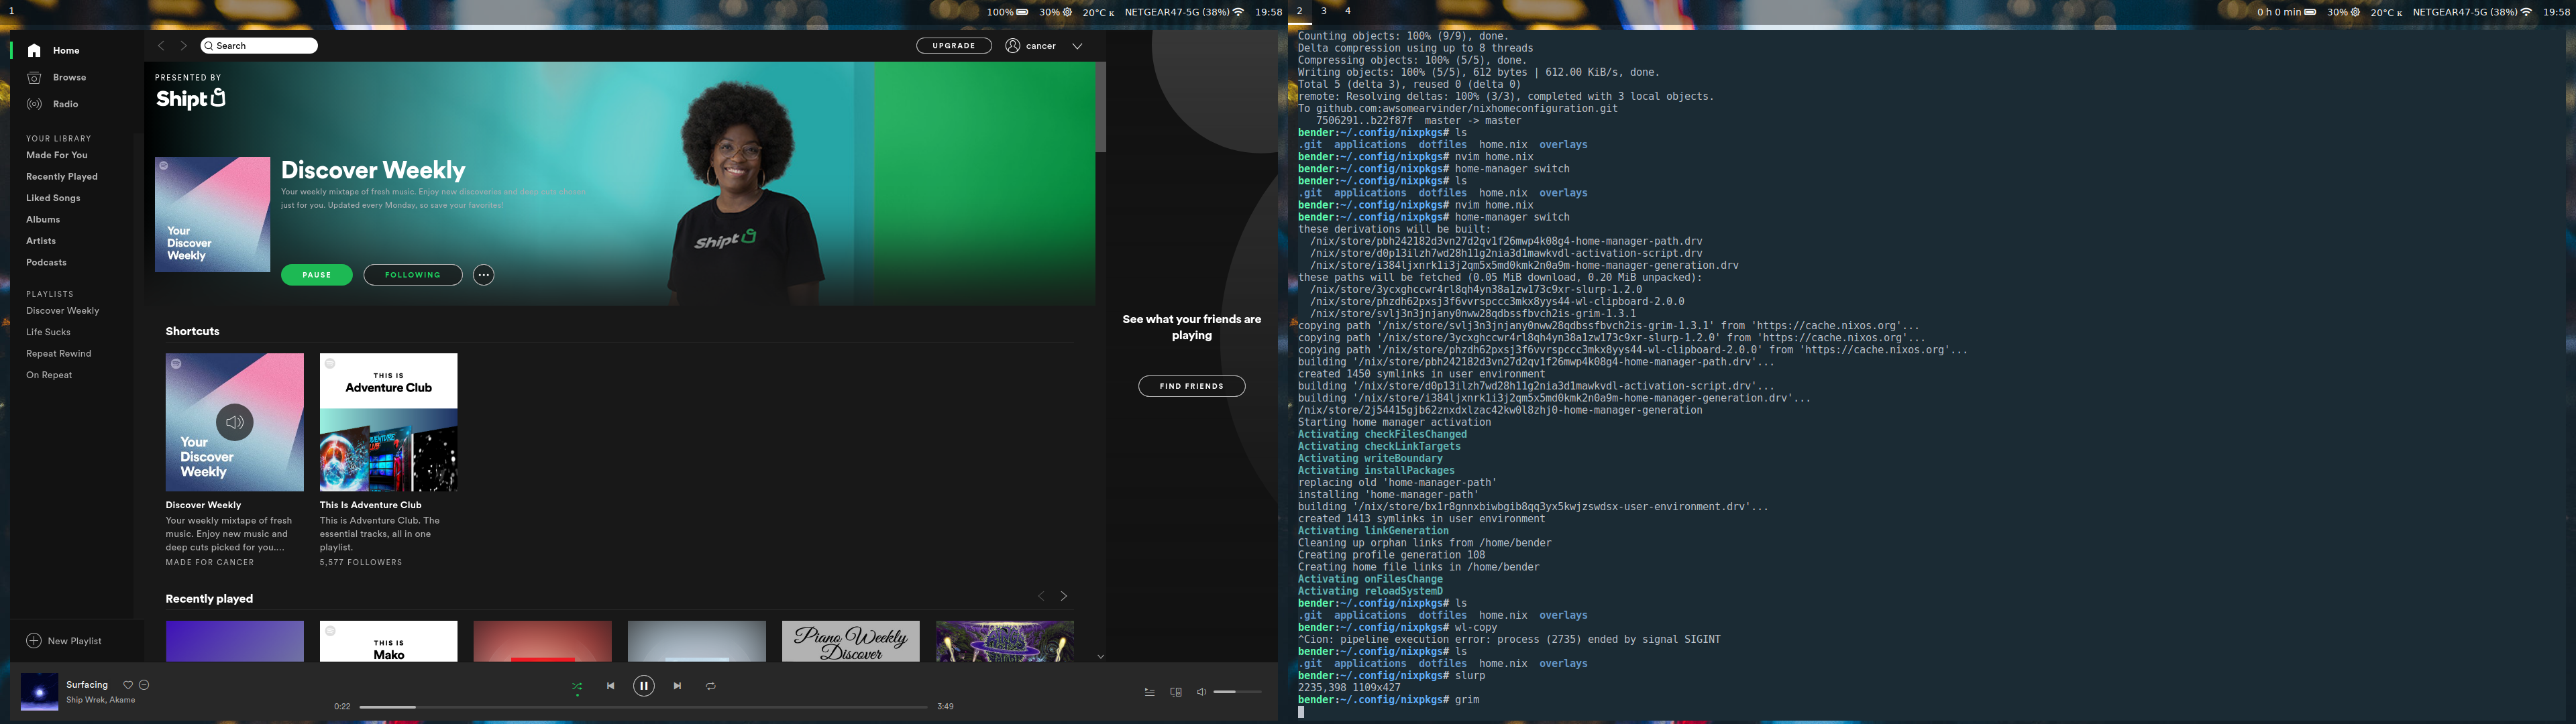 1
100%
30%
20°C
NETGEAR47-5G (38%)
19:58
Home
Browse
Radio
YOUR LIBRARY
Made For You
Recently Played
Liked Songs
Albums
Artists
Podcasts
PLAYLISTS
Discover Weekly
Life Sucks
Repeat Rewind
On Repeat
New Playlist
Search
UPGRADE
cancer
PRESENTED BY
Shipt
Your
Discover
Weekly
Discover Weekly
Your weekly mixtape of fresh music. Enjoy new discoveries and deep cuts chosen
just for you. Updated every Monday, so save your favorites!
PAUSE
FOLLOWING
Shipt
Shortcuts
Your
Discover
Weekly
Discover Weekly
Your weekly mixtape of fresh
music. Enjoy new music and
deep cuts picked for you....
MADE FOR CANCER
THIS IS
Adventure Club
This Is Adventure Club
This is Adventure Club. The
essential tracks, all in one
playlist.
5,577 FOLLOWERS
Recently played
THIS IS
Mako
Piano Weekly
Discover
See what your friends are
playing
FIND FRIENDS
Surfacing
Ship Wrek, Akame
0:22
3:49
2 3 4
0 h 0 min
30%
20°C
NETGEAR47-5G (38%)
19:58
Counting objects: 100% (9/9), done.
Delta compression using up to 8 threads
Compressing objects: 100% (5/5), done.
Writing objects: 100% (5/5), 612 bytes | 612.00 KiB/s, done.
Total 5 (delta 3), reused 0 (delta 0)
remote: Resolving deltas: 100% (3/3), completed with 3 local objects.
To github.com:awsomearvinder/nixhomeconfiguration.git
7506291..b22f87f  master -> master
bender:~/.config/nixpkgs# ls
.git  applications  dotfiles  home.nix  overlays
bender:~/.config/nixpkgs# nvim home.nix
bender:~/.config/nixpkgs# home-manager switch
bender:~/.config/nixpkgs# ls
.git  applications  dotfiles  home.nix  overlays
bender:~/.config/nixpkgs# nvim home.nix
bender:~/.config/nixpkgs# home-manager switch
these derivations will be built:
/nix/store/pbh242182d3vn27d2qv1f26mwp4k08g4-home-manager-path.drv
/nix/store/d0p13ilzh7wd28h11g2nia3d1mawkvdl-activation-script.drv
/nix/store/i384ljxnrk1i3j2qm5x5md0kmk2n0a9m-home-manager-generation.drv
these paths will be fetched (0.05 MiB download, 0.20 MiB unpacked):
/nix/store/3ycxghccwr4rl8qh4yn38a1zw173c9xr-slurp-1.2.0
/nix/store/phzdh62pxsj3f6vvrspccc3mkx8yys44-wl-clipboard-2.0.0
/nix/store/svlj3n3jnjany0nww28qdbssfbvch2is-grim-1.3.1
copying path '/nix/store/svlj3n3jnjany0nww28qdbssfbvch2is-grim-1.3.1' from 'https://cache.nixos.org'...
copying path '/nix/store/3ycxghccwr4rl8qh4yn38a1zw173c9xr-slurp-1.2.0' from 'https://cache.nixos.org'...
copying path '/nix/store/phzdh62pxsj3f6vvrspccc3mkx8yys44-wl-clipboard-2.0.0' from 'https://cache.nixos.org'...
building '/nix/store/pbh242182d3vn27d2qv1f26mwp4k08g4-home-manager-path.drv'...
created 1450 symlinks in user environment
building '/nix/store/d0p13ilzh7wd28h11g2nia3d1mawkvdl-activation-script.drv'...
building '/nix/store/i384ljxnrk1i3j2qm5x5md0kmk2n0a9m-home-manager-generation.drv'...
/nix/store/2j54415gjb62znxdxlzac42kw0l8zhj0-home-manager-generation
Starting home manager activation
Activating checkFilesChanged
Activating checkLinkTargets
Activating writeBoundary
Activating installPackages
replacing old 'home-manager-path'
installing 'home-manager-path'
building '/nix/store/bx1r8gnnxbiwbgib8qq3yx5kwjzswdsx-user-environment.drv'...
created 1413 symlinks in user environment
Activating linkGeneration
Cleaning up orphan links from /home/bender
Creating profile generation 108
Creating home file links in /home/bender
Activating onFilesChange
Activating reloadSystemD
bender:~/.config/nixpkgs# ls
.git  applications  dotfiles  home.nix  overlays
bender:~/.config/nixpkgs# wl-copy
^Cion: pipeline execution error: process (2735) ended by signal SIGINT
bender:~/.config/nixpkgs# ls
.git  applications  dotfiles  home.nix  overlays
bender:~/.config/nixpkgs# slurp
2235,398 1109x427
bender:~/.config/nixpkgs# grim